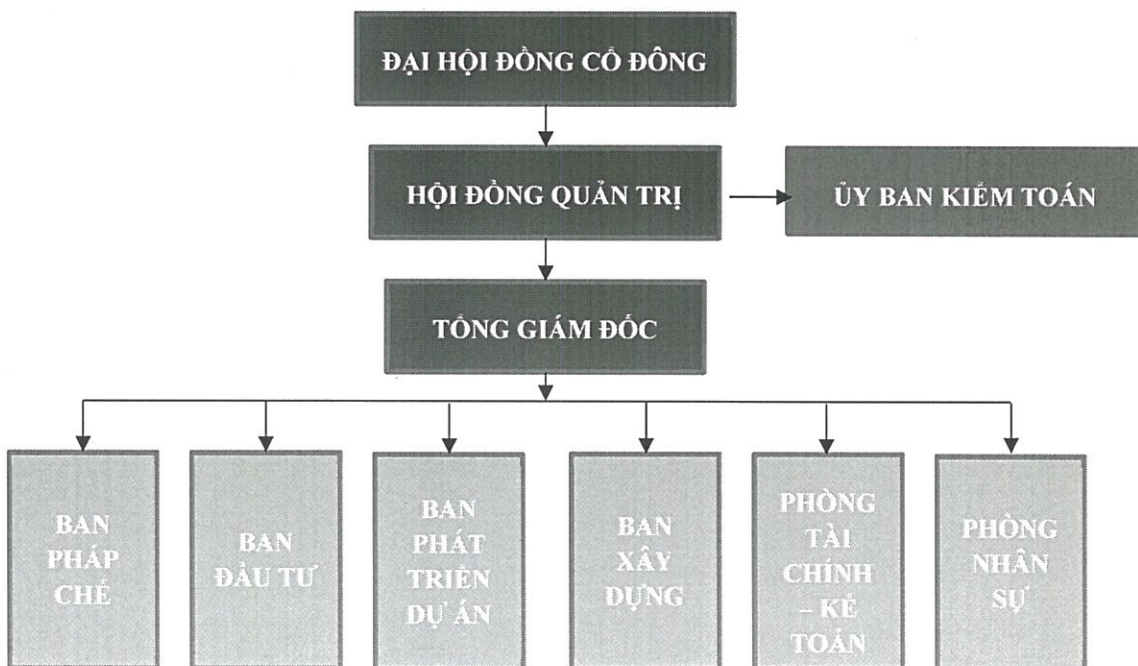 ĐẠI HỘI ĐỒNG CỔ ĐÔNG
HỘI ĐỒNG QUẢN TRỊ
ỦY BAN KIỂM TOÁN
TỔNG GIÁM ĐỐC
BAN
PHÁP
CHẾ
BAN
ĐẦU TƯ
BAN
PHÁT
TRIỂN
DỰ ÁN
BAN
XÂY
DỰNG
PHÒNG
TÀI
CHÍNH
– KẾ
TOÁN
PHÒNG
NHÂN
SỰ